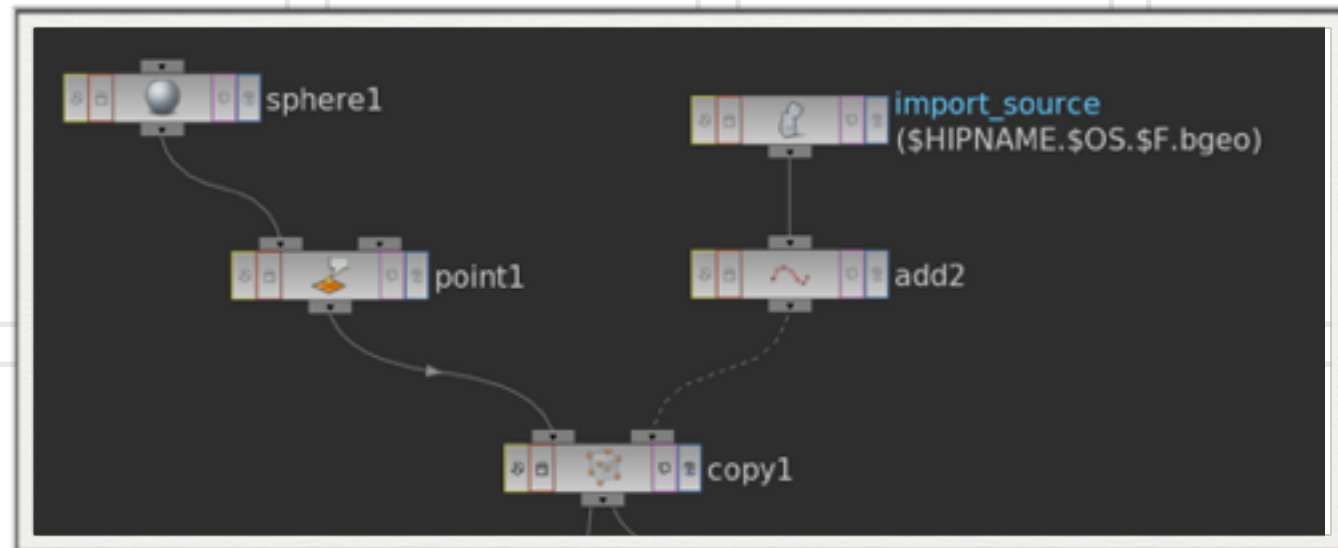 sphere1
import_source
($HIPNAME.$OS.$F.bgeo)
point1
add2
copy1